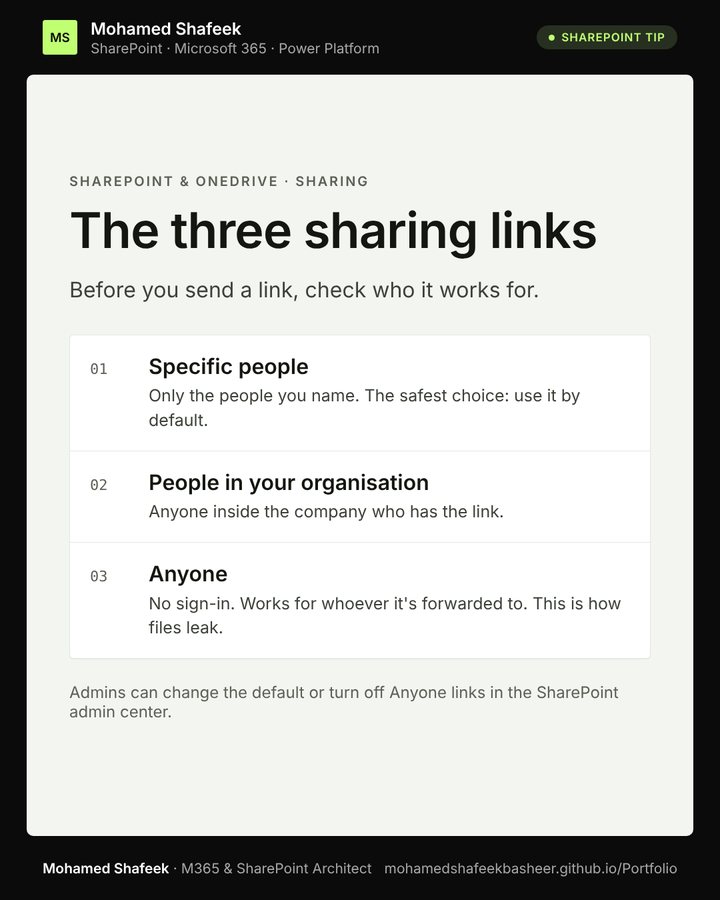 MS
Mohamed Shafeek
SharePoint · Microsoft 365 · Power Platform
SHAREPOINT TIP
SHAREPOINT & ONEDRIVE · SHARING
The three sharing links
Before you send a link, check who it works for.
01
Specific people
Only the people you name. The safest choice: use it by
default.
02
People in your organisation
Anyone inside the company who has the link.
03
Anyone
No sign-in. Works for whoever it's forwarded to. This is how
files leak.
Admins can change the default or turn off Anyone links in the SharePoint
admin center.
Mohamed Shafeek · M365 & SharePoint Architect
mohamedshafeekbasheer.github.io/Portfolio